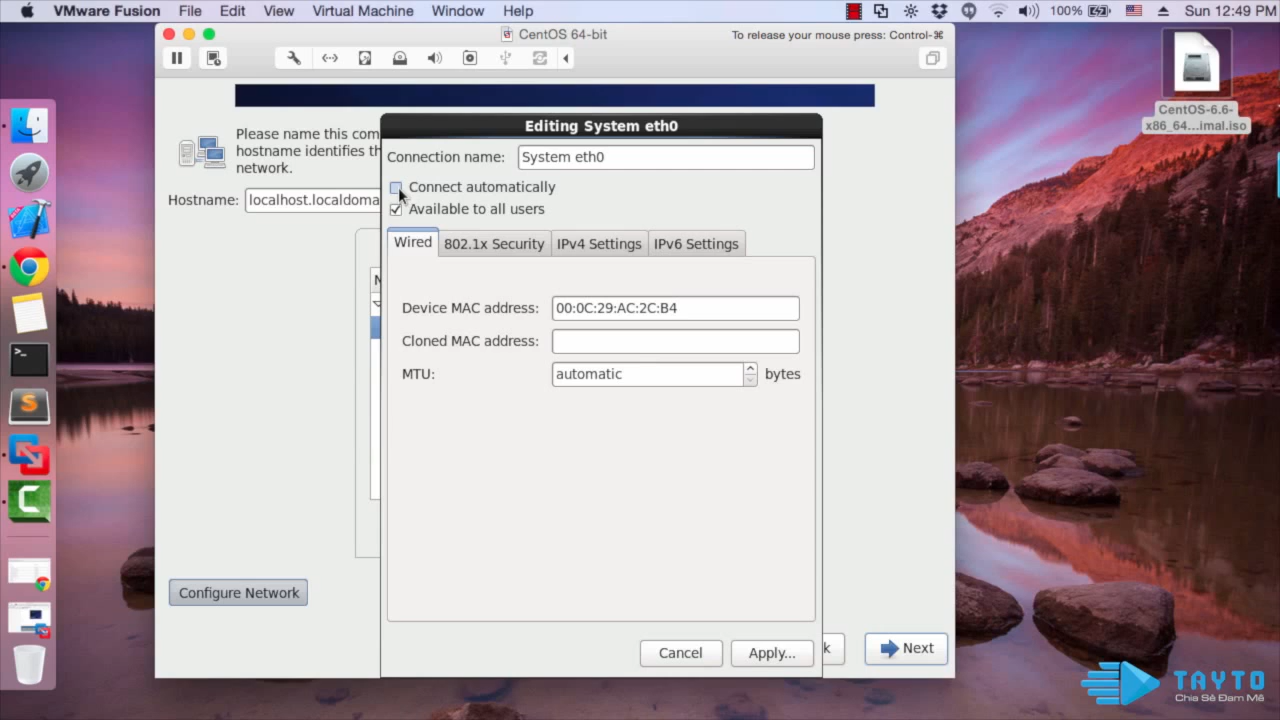 VMware Fusion File Edit View Virtual Machine Window Help 100% Sun 12:49 PM
CentOS 64-bit
To release your mouse press: Control-⌘
CentOS-6.6-
x86_64...imal.iso
Please name this com
hostname identifies th
network.
Hostname: localhost.localdoma
Editing System eth0
Connection name: System eth0
Connect automatically
Available to all users
Wired 802.1x Security IPv4 Settings IPv6 Settings
Device MAC address: 00:0C:29:AC:2C:B4
Cloned MAC address:
MTU: automatic bytes
Configure Network
Cancel Apply... k Next
TAYTO
Chia Sẻ Đam Mê